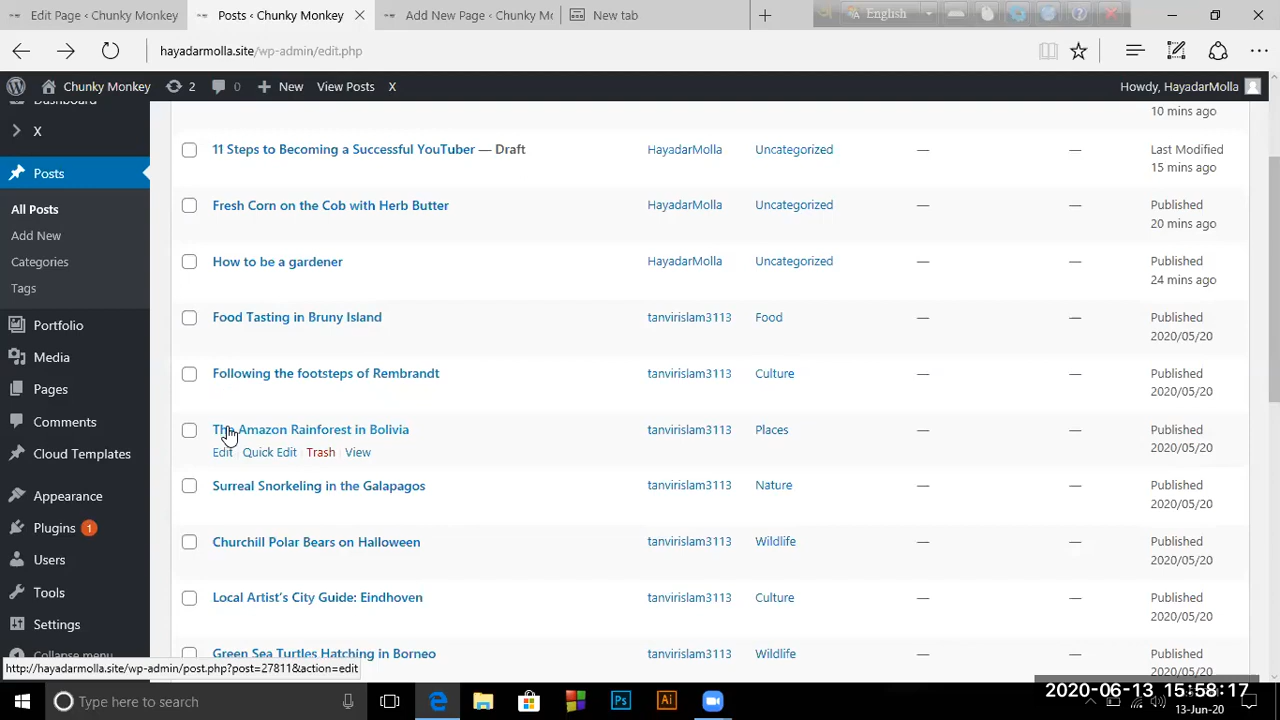 Edit Page ‹ Chunky Monkey
Posts ‹ Chunky Monkey
Add New Page ‹ Chunky Mo
New tab
English
hayadarmolla.site/wp-admin/edit.php
Chunky Monkey
2
0
New
View Posts
X
Howdy, HayadarMolla
Dashboard
X
Posts
All Posts
Add New
Categories
Tags
Portfolio
Media
Pages
Comments
Cloud Templates
Appearance
Plugins 1
Users
Tools
Settings
Collapse menu
10 mins ago
11 Steps to Becoming a Successful YouTuber — Draft HayadarMolla Uncategorized — — Last Modified
15 mins ago
Fresh Corn on the Cob with Herb Butter HayadarMolla Uncategorized — — Published
20 mins ago
How to be a gardener HayadarMolla Uncategorized — — Published
24 mins ago
Food Tasting in Bruny Island tanvirislam3113 Food — — Published
2020/05/20
Following the footsteps of Rembrandt tanvirislam3113 Culture — — Published
2020/05/20
The Amazon Rainforest in Bolivia tanvirislam3113 Places — — Published
Edit | Quick Edit | Trash | View 2020/05/20
Surreal Snorkeling in the Galapagos tanvirislam3113 Nature — — Published
2020/05/20
Churchill Polar Bears on Halloween tanvirislam3113 Wildlife — — Published
2020/05/20
Local Artist's City Guide: Eindhoven tanvirislam3113 Culture — — Published
2020/05/20
Green Sea Turtles Hatching in Borneo tanvirislam3113 Wildlife — — Published
2020/05/20
http://hayadarmolla.site/wp-admin/post.php?post=27811&action=edit
Type here to search
2020-06-13 15:58:17
13-Jun-20